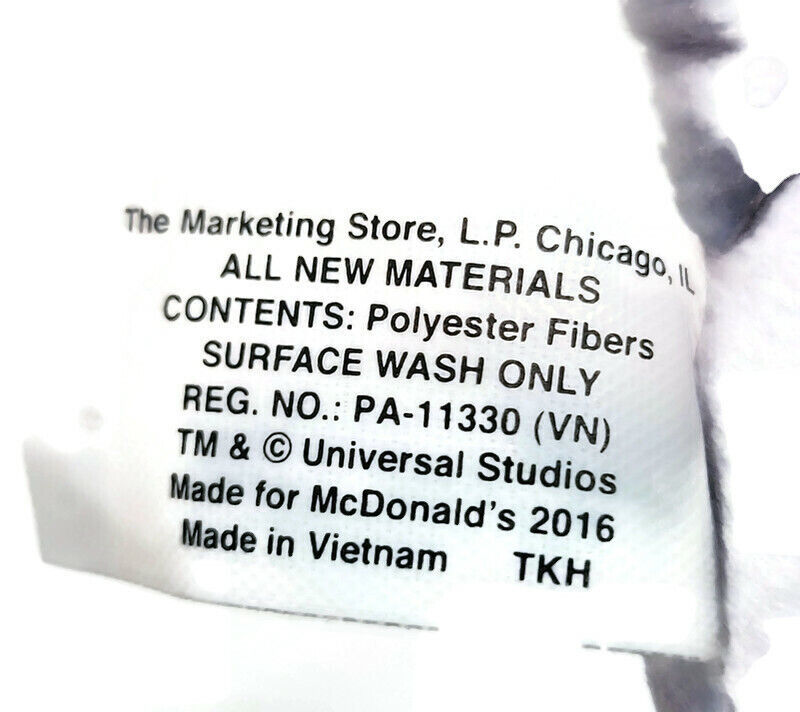 The Marketing Store, L.P. Chicago, IL
ALL NEW MATERIALS
CONTENTS: Polyester Fibers
SURFACE WASH ONLY
REG. NO.: PA-11330 (VN)
TM & © Universal Studios
Made for McDonald's 2016
Made in Vietnam TKH